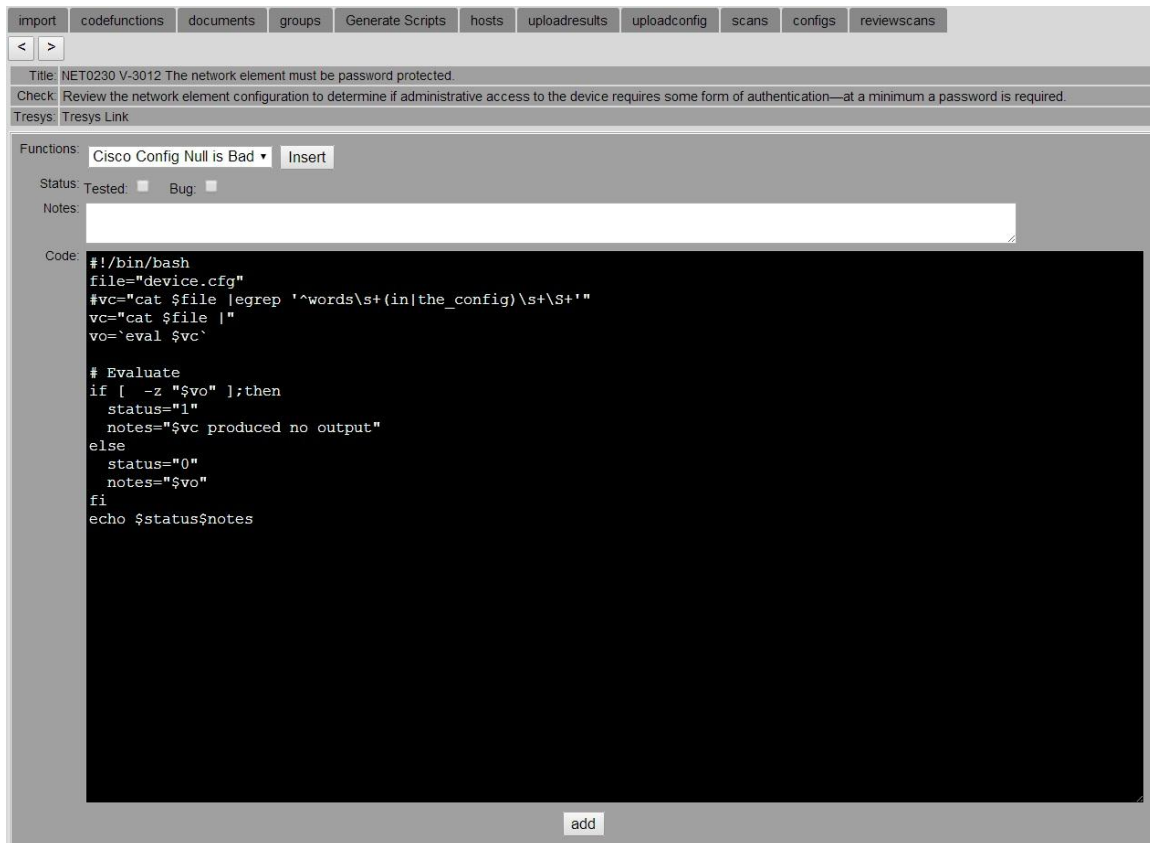 import codefunctions documents groups Generate Scripts hosts uploadresults uploadconfig scans configs reviewscans
< >
Title: NET0230 V-3012 The network element must be password protected.
Check: Review the network element configuration to determine if administrative access to the device requires some form of authentication—at a minimum a password is required.
Tresys: Tresys Link
Functions: Cisco Config Null is Bad Insert
Status: Tested: Bug:
Notes:
Code:
#!/bin/bash
file="device.cfg"
#vc="cat $file |egrep '^words\s+(in|the_config)\s+\S+'"
vc="cat $file |"
vo=`eval $vc`
# Evaluate
if [  -z "$vo" ];then
  status="1"
  notes="$vc produced no output"
else
  status="0"
  notes="$vo"
fi
echo $status$notes
add